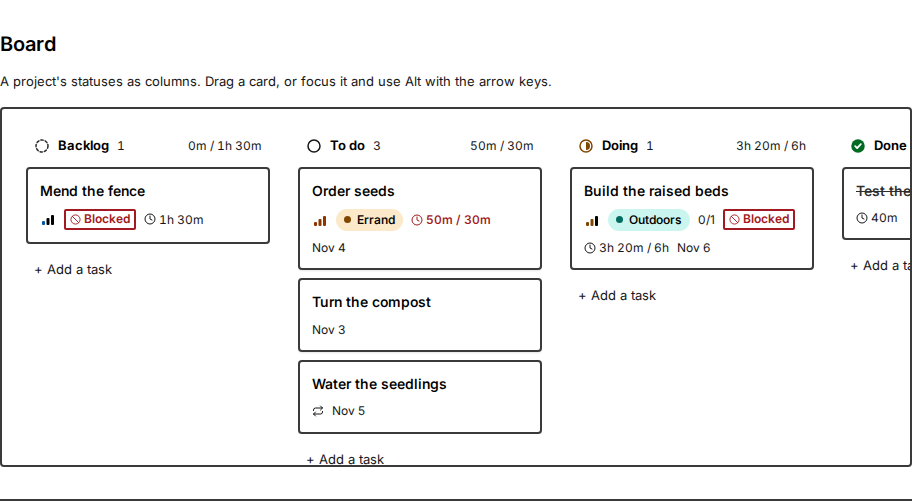 Board
A project's statuses as columns. Drag a card, or focus it and use Alt with the arrow keys.
Backlog 1 0m / 1h 30m
Mend the fence
Blocked 1h 30m
+ Add a task
To do 3 50m / 30m
Order seeds
Errand 50m / 30m
Nov 4
Turn the compost
Nov 3
Water the seedlings
Nov 5
+ Add a task
Doing 1 3h 20m / 6h
Build the raised beds
Outdoors 0/1 Blocked
3h 20m / 6h Nov 6
+ Add a task
Done
Test the
40m
+ Add a